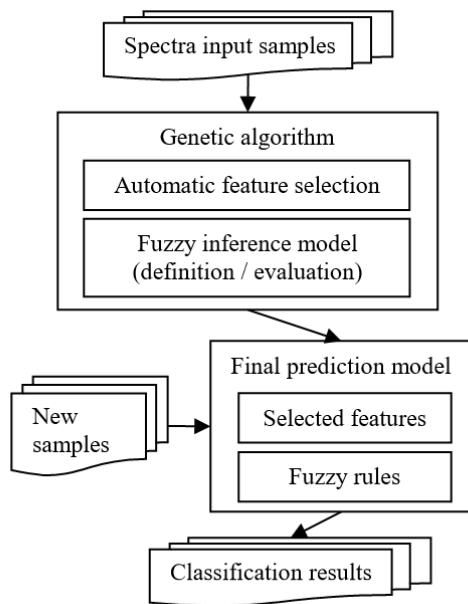 Spectra input samples
Genetic algorithm
Automatic feature selection
Fuzzy inference model
(definition / evaluation)
Final prediction model
New
samples
Selected features
Fuzzy rules
Classification results